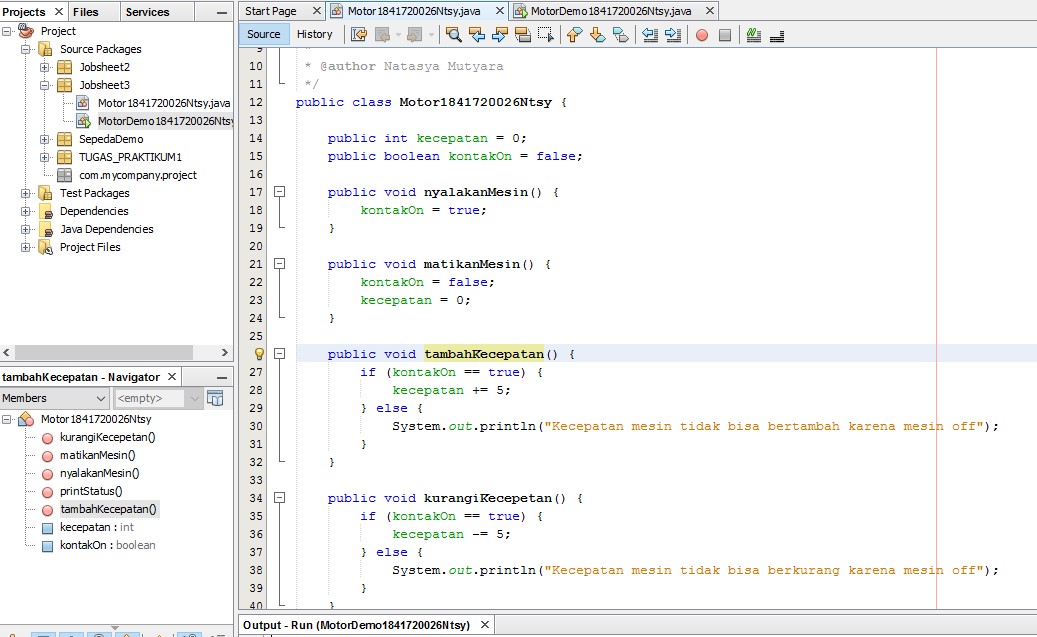 Projects
Files
Services
Project
Source Packages
Jobsheet2
Jobsheet3
Motor1841720026Ntsy.java
MotorDemo1841720026Ntsy
SepedaDemo
TUGAS_PRAKTIKUM1
com.mycompany.project
Test Packages
Dependencies
Java Dependencies
Project Files
tambahKecepatan - Navigator
Members
<empty>
Motor1841720026Ntsy
kurangiKecepetan()
matikanMesin()
nyalakanMesin()
printStatus()
tambahKecepatan()
kecepatan : int
kontakOn : boolean
Start Page
Motor1841720026Ntsy.java
MotorDemo1841720026Ntsy.java
Source
History
9
10 * @author Natasya Mutyara
11 */
12 public class Motor1841720026Ntsy {
13
14 public int kecepatan = 0;
15 public boolean kontakOn = false;
16
17 public void nyalakanMesin() {
18 kontakOn = true;
19 }
20
21 public void matikanMesin() {
22 kontakOn = false;
23 kecepatan = 0;
24 }
25
public void tambahKecepatan() {
27 if (kontakOn == true) {
28 kecepatan += 5;
29 } else {
30 System.out.println("Kecepatan mesin tidak bisa bertambah karena mesin off");
31 }
32 }
33
34 public void kurangiKecepetan() {
35 if (kontakOn == true) {
36 kecepatan -= 5;
37 } else {
38 System.out.println("Kecepatan mesin tidak bisa berkurang karena mesin off");
39 }
40 }
Output - Run (MotorDemo1841720026Ntsy)